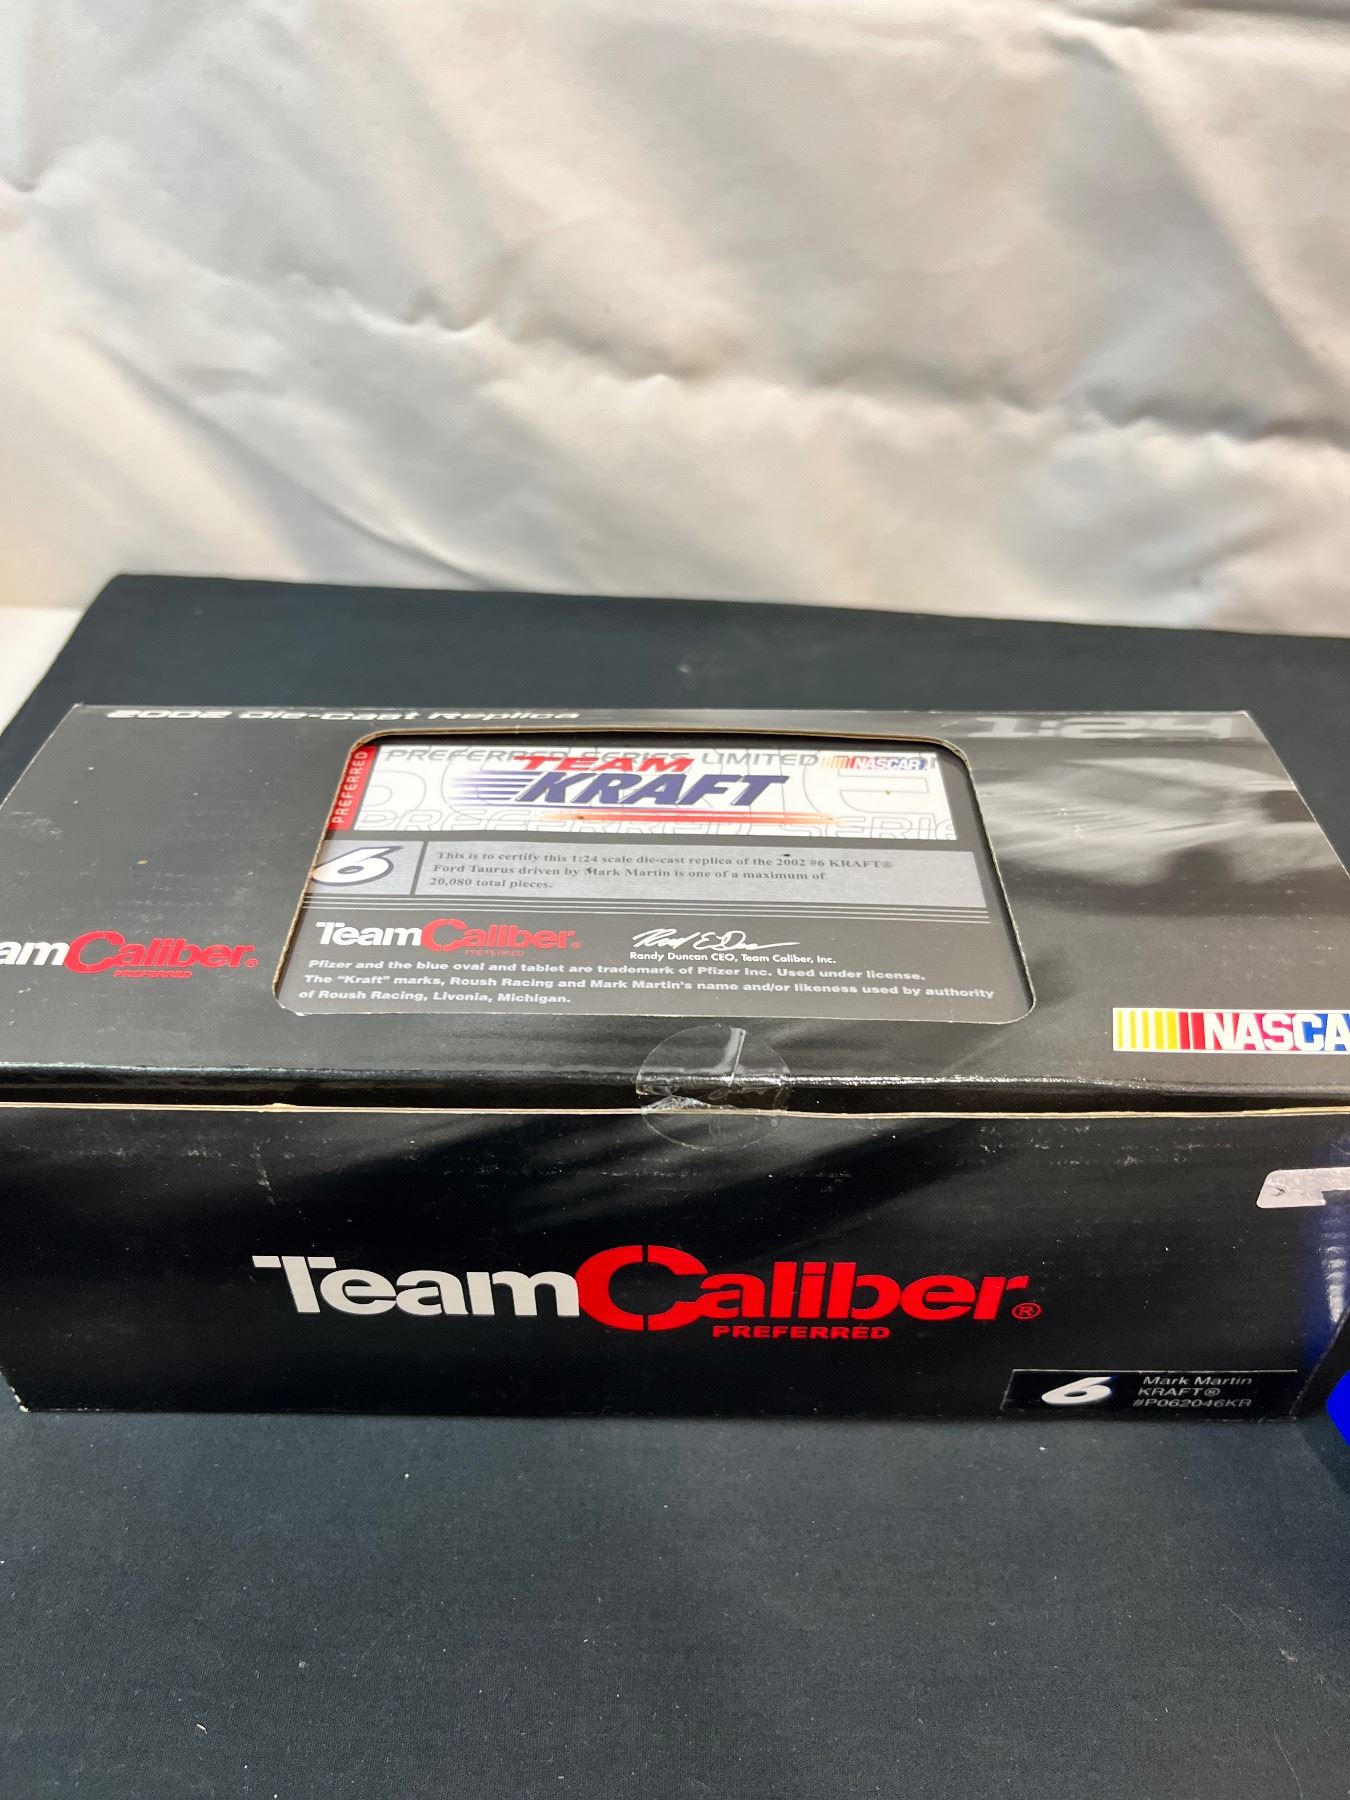 2002 Die-Cast Replica
1:24
PREFERRED
PREFERRED SERIES LIMITED
NASCAR
TEAM
KRAFT
PREFERRED SERIE
6
This is to certify this 1:24 scale die-cast replica of the 2002 #6 KRAFT®
Ford Taurus driven by Mark Martin is one of a maximum of
20,080 total pieces.
TeamCaliber®
PREFERRED
Randy Duncan CEO, Team Caliber, Inc.
Pfizer and the blue oval and tablet are trademark of Pfizer Inc. Used under license.
The "Kraft" marks, Roush Racing and Mark Martin's name and/or likeness used by authority
of Roush Racing, Livonia, Michigan.
amCaliber®
PREFERRED
NASCA
TeamCaliber®
PREFERRED
6
Mark Martin
KRAFT®
#P062046KR